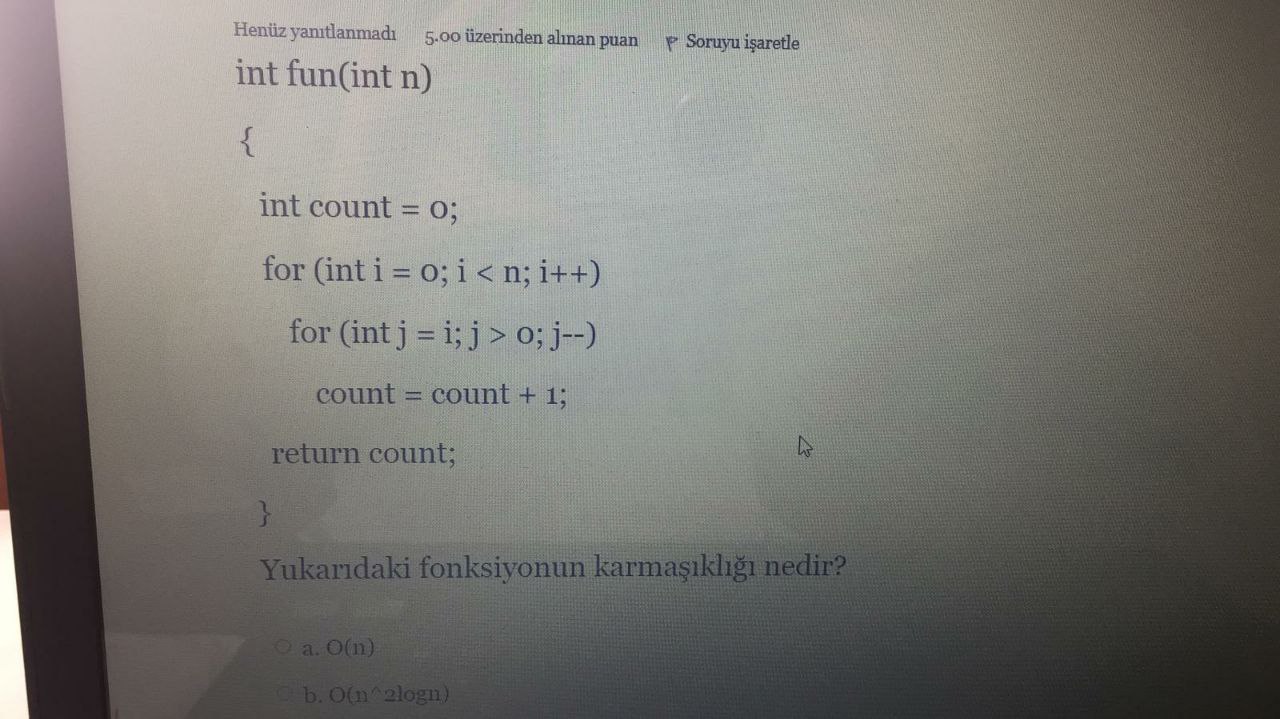 Henüz yanıtlanmadı 5.00 üzerinden alınan puan Soruyu işaretle
int fun(int n)
{
int count = 0;
for (int i = 0; i < n; i++)
for (int j = i; j > 0; j--)
count = count + 1;
return count;
}
Yukarıdaki fonksiyonun karmaşıklığı nedir?
a. O(n)
b. O(n^2logn)